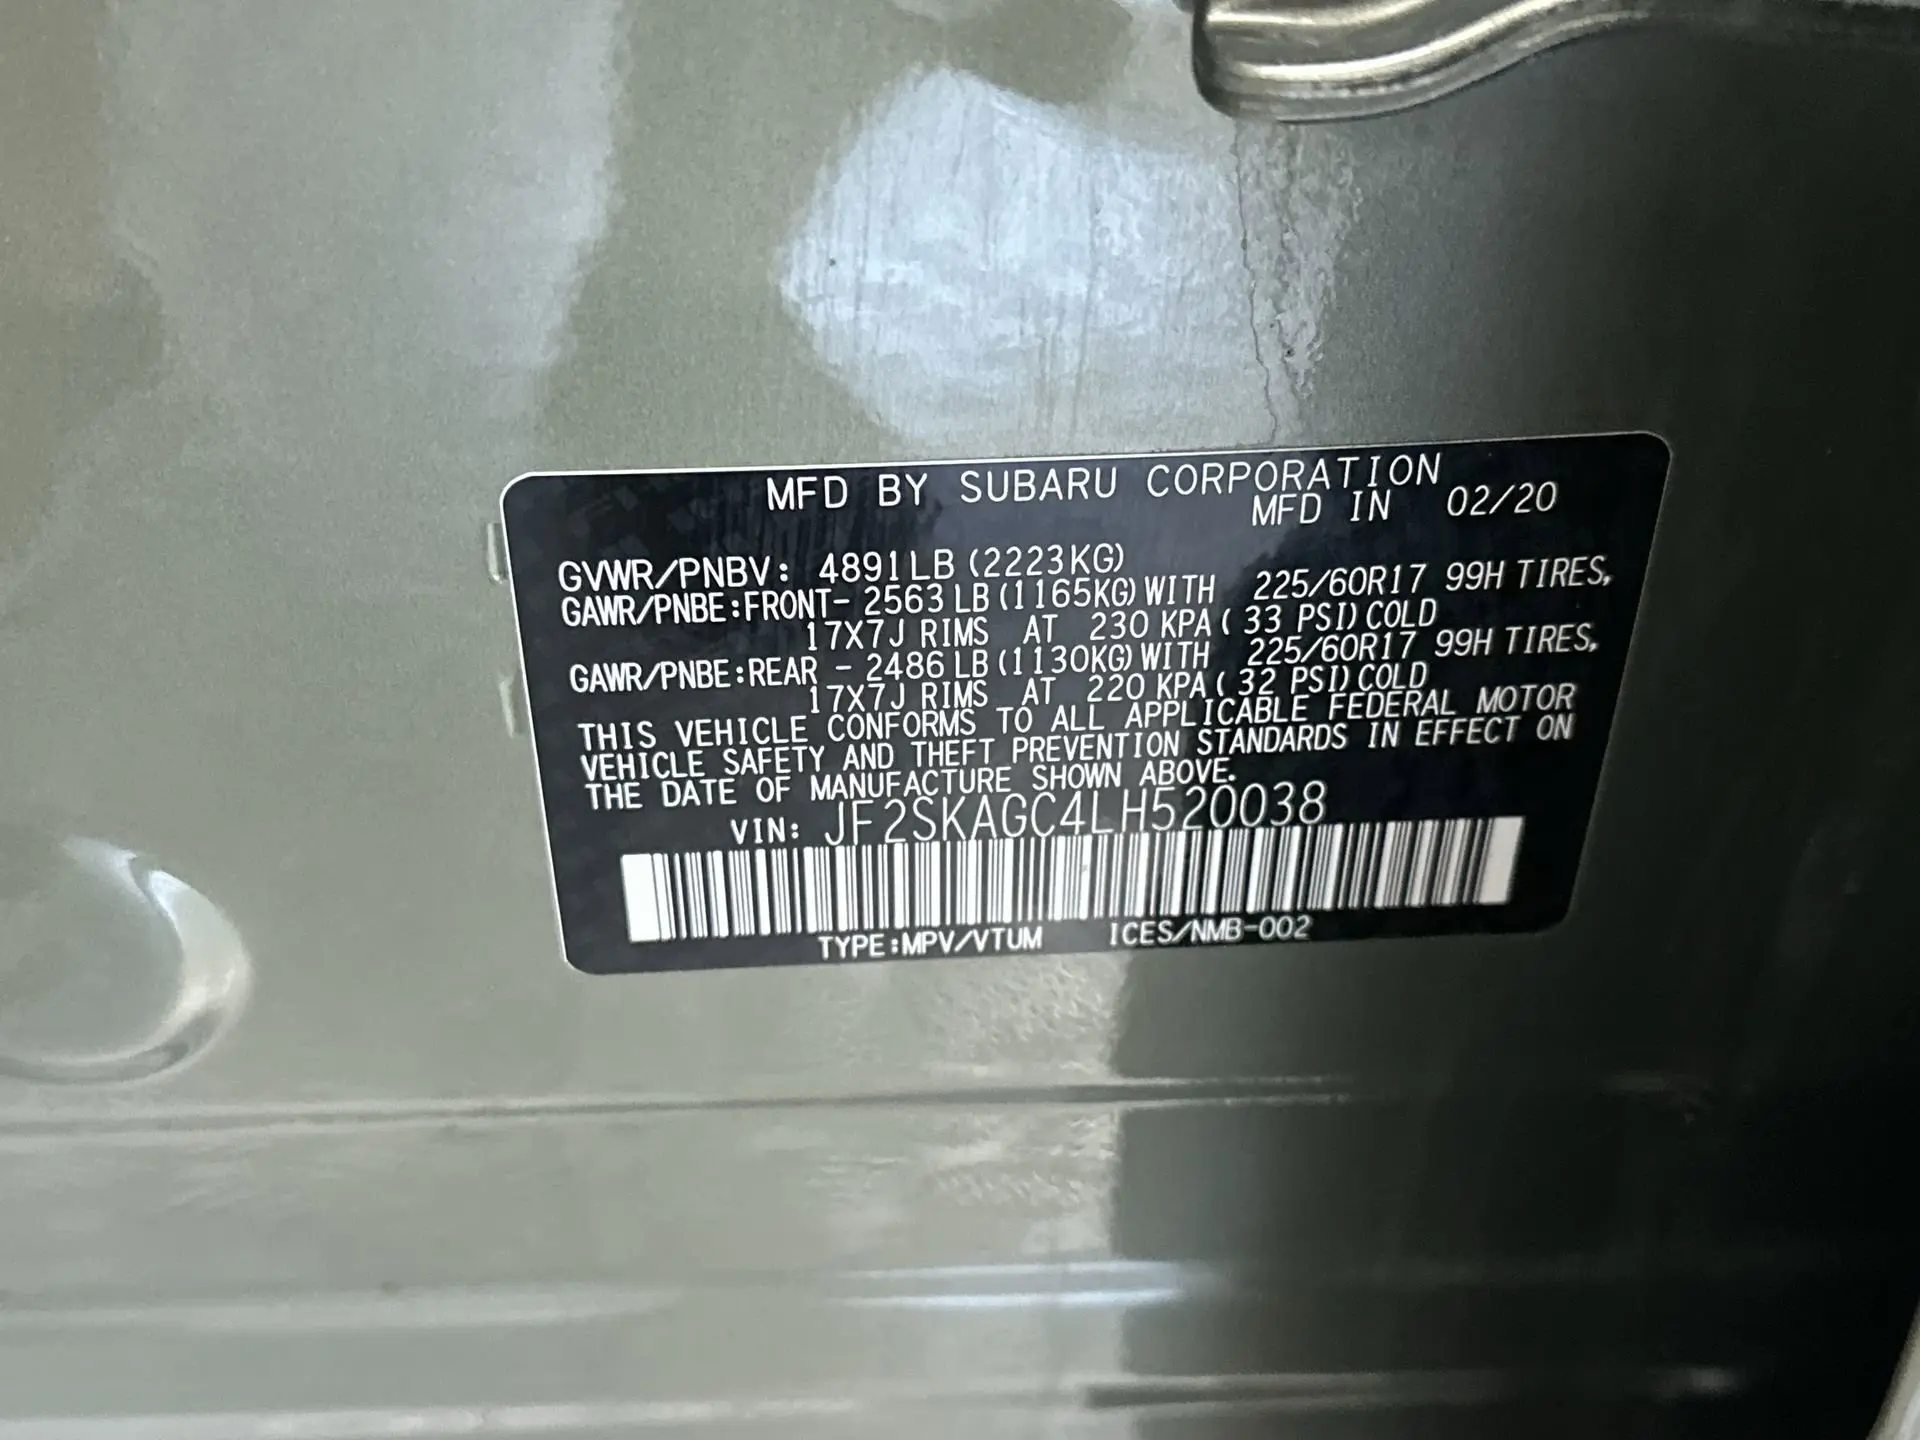 MFD BY SUBARU CORPORATION
MFD IN 02/20
GVWR/PNBV: 4891LB (2223KG)
GAWR/PNBE:FRONT- 2563 LB (1165KG) WITH 225/60R17 99H TIRES,
17X7J RIMS AT 230 KPA ( 33 PSI) COLD
GAWR/PNBE:REAR - 2486 LB (1130KG) WITH 225/60R17 99H TIRES,
17X7J RIMS AT 220 KPA ( 32 PSI) COLD
THIS VEHICLE CONFORMS TO ALL APPLICABLE FEDERAL MOTOR
VEHICLE SAFETY AND THEFT PREVENTION STANDARDS IN EFFECT ON
THE DATE OF MANUFACTURE SHOWN ABOVE.
VIN: JF2SKAGC4LH520038
TYPE:MPV/VTUM ICES/NMB-002